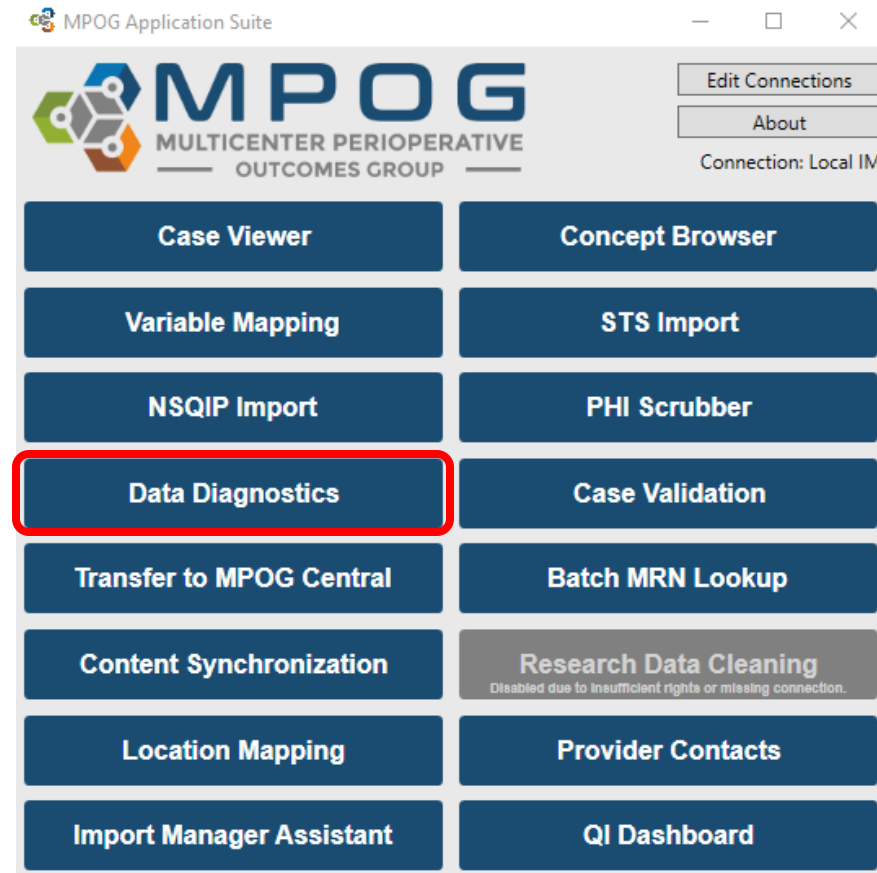 MPOG Application Suite
MPOG
MULTICENTER PERIOPERATIVE
OUTCOMES GROUP
Edit Connections
About
Connection: Local IM
Case Viewer
Concept Browser
Variable Mapping
STS Import
NSQIP Import
PHI Scrubber
Data Diagnostics
Case Validation
Transfer to MPOG Central
Batch MRN Lookup
Content Synchronization
Research Data Cleaning
Disabled due to insufficient rights or missing connection.
Location Mapping
Provider Contacts
Import Manager Assistant
QI Dashboard